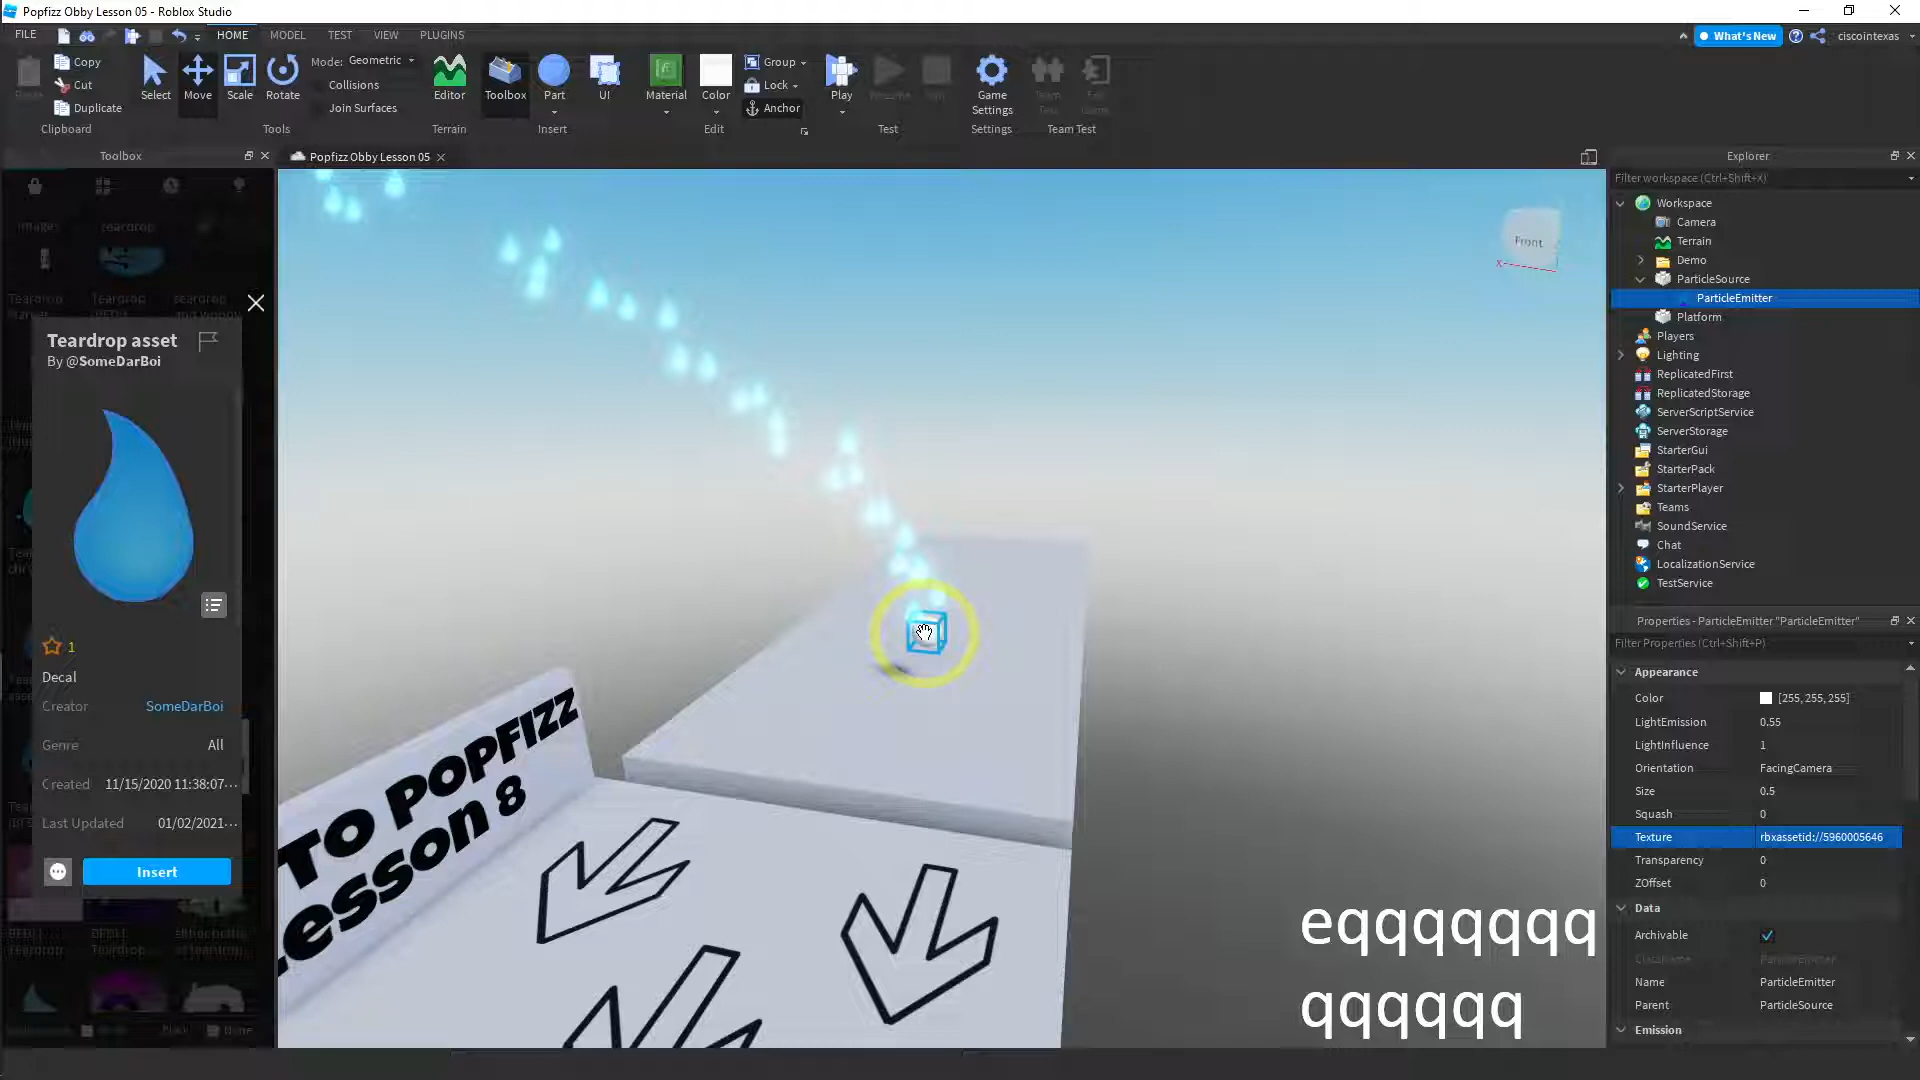 Popfizz Obby Lesson 05 - Roblox Studio
FILE HOME MODEL TEST VIEW PLUGINS
What's New
ciscointexas
Copy
Cut
Duplicate
Clipboard
Select
Move
Scale
Rotate
Mode: Geometric
Collisions
Join Surfaces
Tools
Editor
Terrain
Toolbox
Part
UI
Insert
Material
Color
Group
Lock
Anchor
Edit
Play
Test
Game
Settings
Settings
Team
Test
Team Test
Toolbox
Popfizz Obby Lesson 05
Explorer
Filter workspace (Ctrl+Shift+X)
Images
teardrop
Teardrop asset
By @SomeDarBoi
1
Decal
Creator SomeDarBoi
Genre All
Created 11/15/2020 11:38:07...
Last Updated 01/02/2021...
Insert
Front
X
TO POPFIZZ
Lesson 8
eqqqqqqq
qqqqqq
Workspace
Camera
Terrain
Demo
ParticleSource
ParticleEmitter
Platform
Players
Lighting
ReplicatedFirst
ReplicatedStorage
ServerScriptService
ServerStorage
StarterGui
StarterPack
StarterPlayer
Teams
SoundService
Chat
LocalizationService
TestService
Properties - ParticleEmitter "ParticleEmitter"
Filter Properties (Ctrl+Shift+P)
Appearance
Color [255, 255, 255]
LightEmission 0.55
LightInfluence 1
Orientation FacingCamera
Size 0.5
Squash 0
Texture rbxassetid://5960005646
Transparency 0
ZOffset 0
Data
Archivable
ClassName ParticleEmitter
Name ParticleEmitter
Parent ParticleSource
Emission